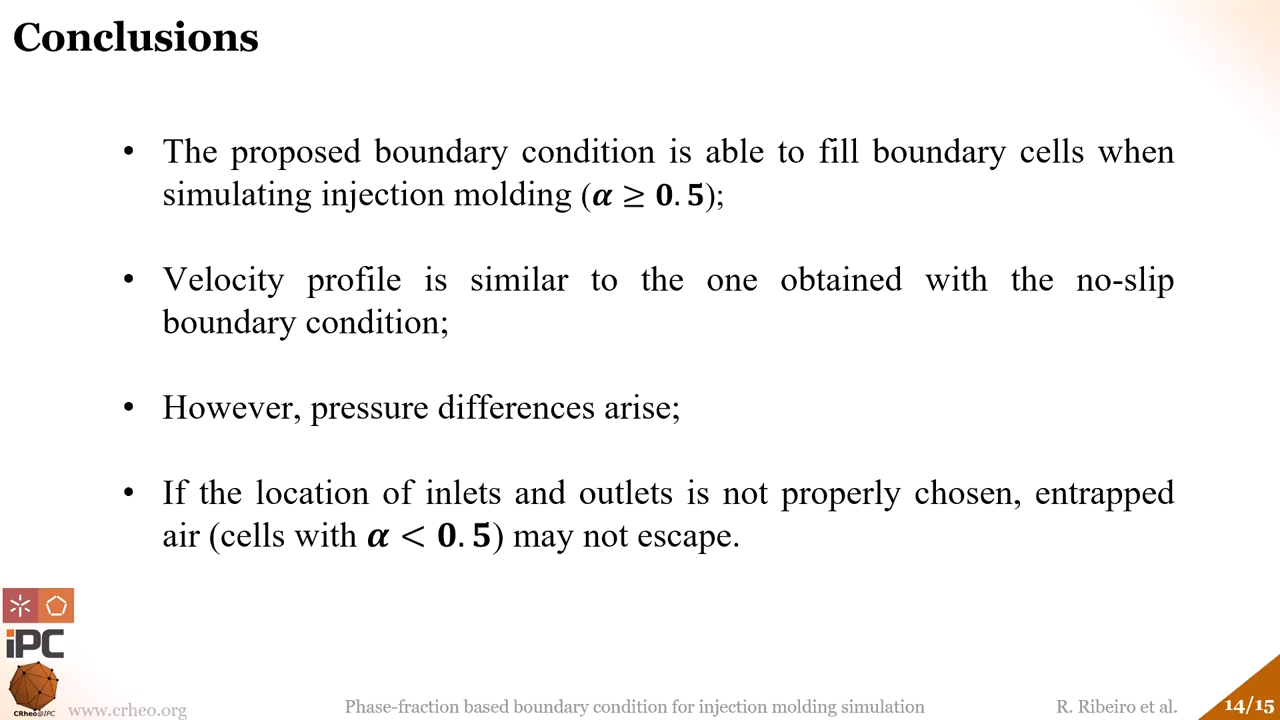 Conclusions
• The proposed boundary condition is able to fill boundary cells when
simulating injection molding (α ≥ 0.5);
• Velocity profile is similar to the one obtained with the no-slip
boundary condition;
• However, pressure differences arise;
• If the location of inlets and outlets is not properly chosen, entrapped
air (cells with α < 0.5) may not escape.
iPC
CRheo@IPC
www.crheo.org
Phase-fraction based boundary condition for injection molding simulation
R. Ribeiro et al.
14/15